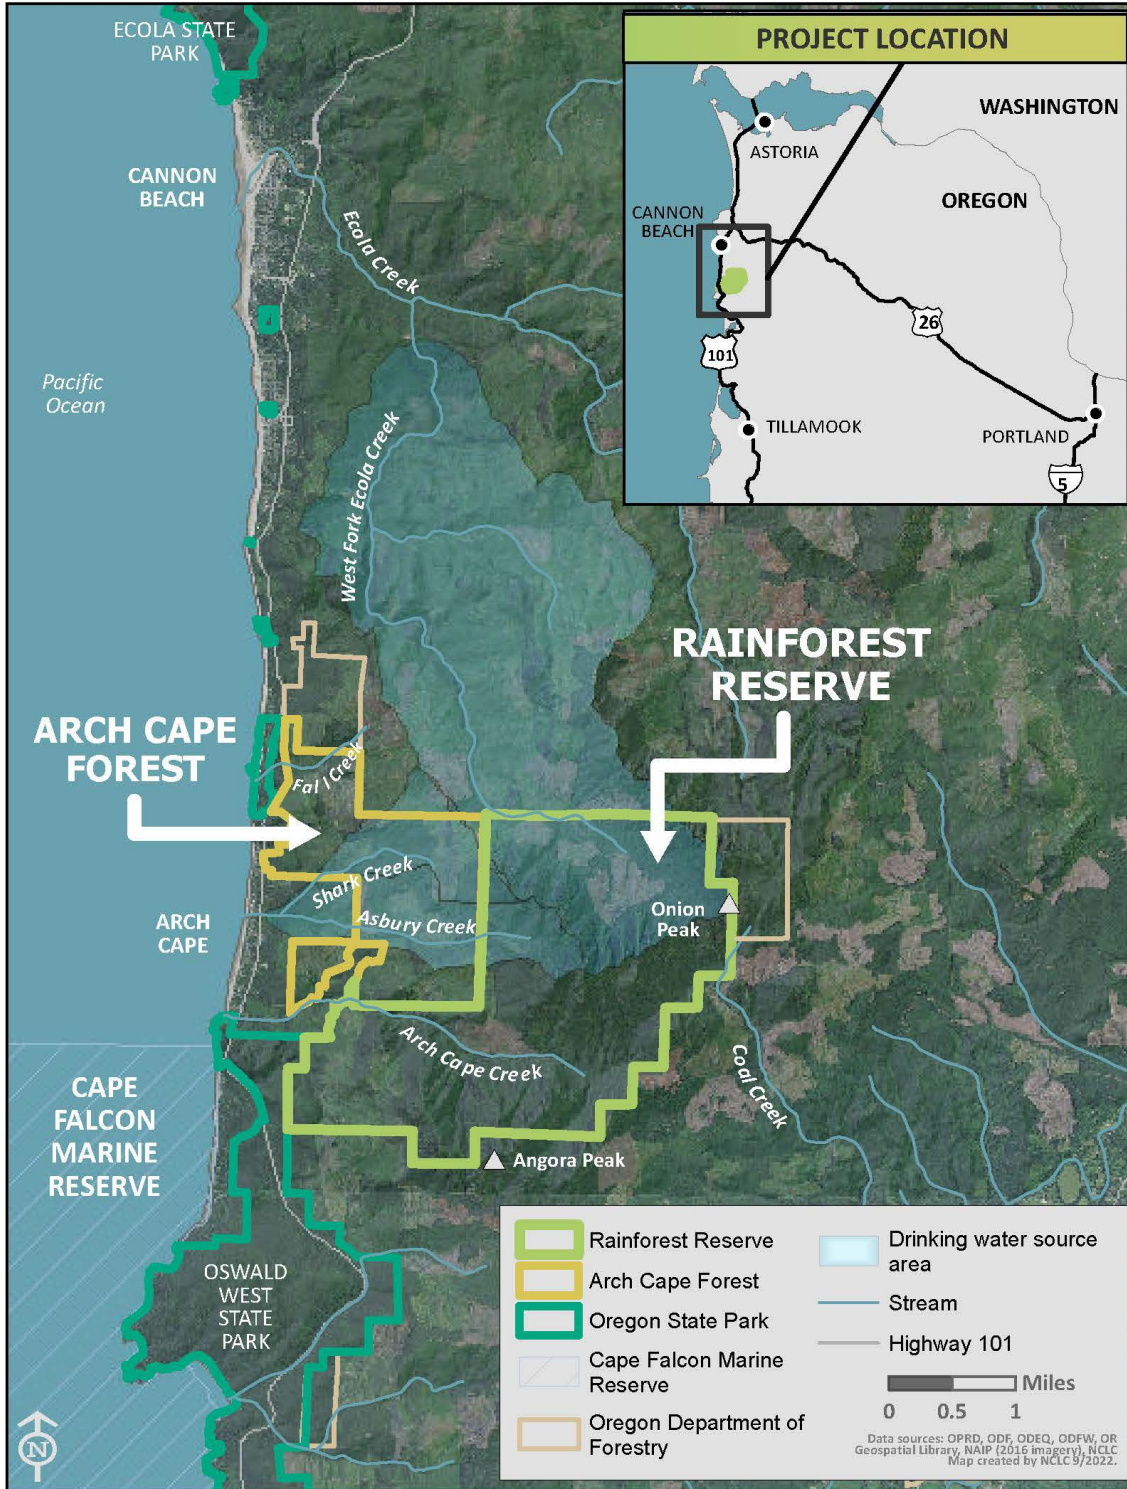 ECOLA STATE
PARK
PROJECT LOCATION
WASHINGTON
ASTORIA
OREGON
CANNON
BEACH
26
101
TILLAMOOK
PORTLAND
5
CANNON
BEACH
Ecola Creek
Pacific
Ocean
West Fork Ecola Creek
RAINFOREST
RESERVE
ARCH CAPE
FOREST
Fall Creek
Shark Creek
Asbury Creek
Onion
Peak
ARCH
CAPE
Arch Cape Creek
Coal Creek
CAPE
FALCON
MARINE
RESERVE
Angora Peak
OSWALD
WEST
STATE
PARK
N
Rainforest Reserve
Arch Cape Forest
Oregon State Park
Cape Falcon Marine
Reserve
Oregon Department of
Forestry
Drinking water source
area
Stream
Highway 101
Miles
0 0.5 1
Data sources: OPRD, ODF, ODEQ, ODFW, OR
Geospatial Library, NAIP (2016 imagery), NCLC
Map created by NCLC 9/2022.